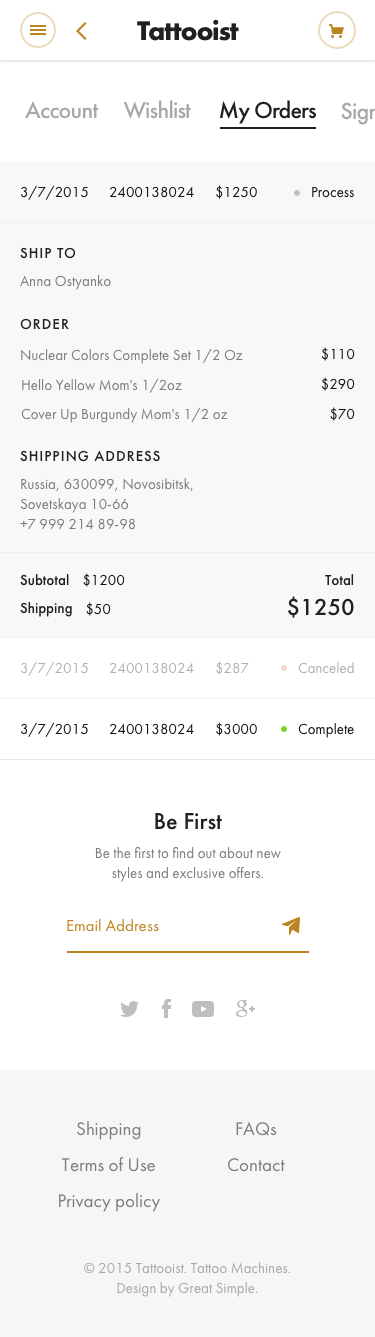 Tattooist
Account Wishlist My Orders Sign
3/7/2015 2400138024 $1250 Process
SHIP TO
Anna Ostyanko
ORDER
Nuclear Colors Complete Set 1/2 Oz $110
Hello Yellow Mom's 1/2oz $290
Cover Up Burgundy Mom's 1/2 oz $70
SHIPPING ADDRESS
Russia, 630099, Novosibitsk,
Sovetskaya 10-66
+7 999 214 89-98
Subtotal $1200 Total
Shipping $50 $1250
3/7/2015 2400138024 $287 Canceled
3/7/2015 2400138024 $3000 Complete
Be First
Be the first to find out about new
styles and exclusive offers.
Email Address
Shipping FAQs
Terms of Use Contact
Privacy policy
© 2015 Tattooist. Tattoo Machines.
Design by Great Simple.